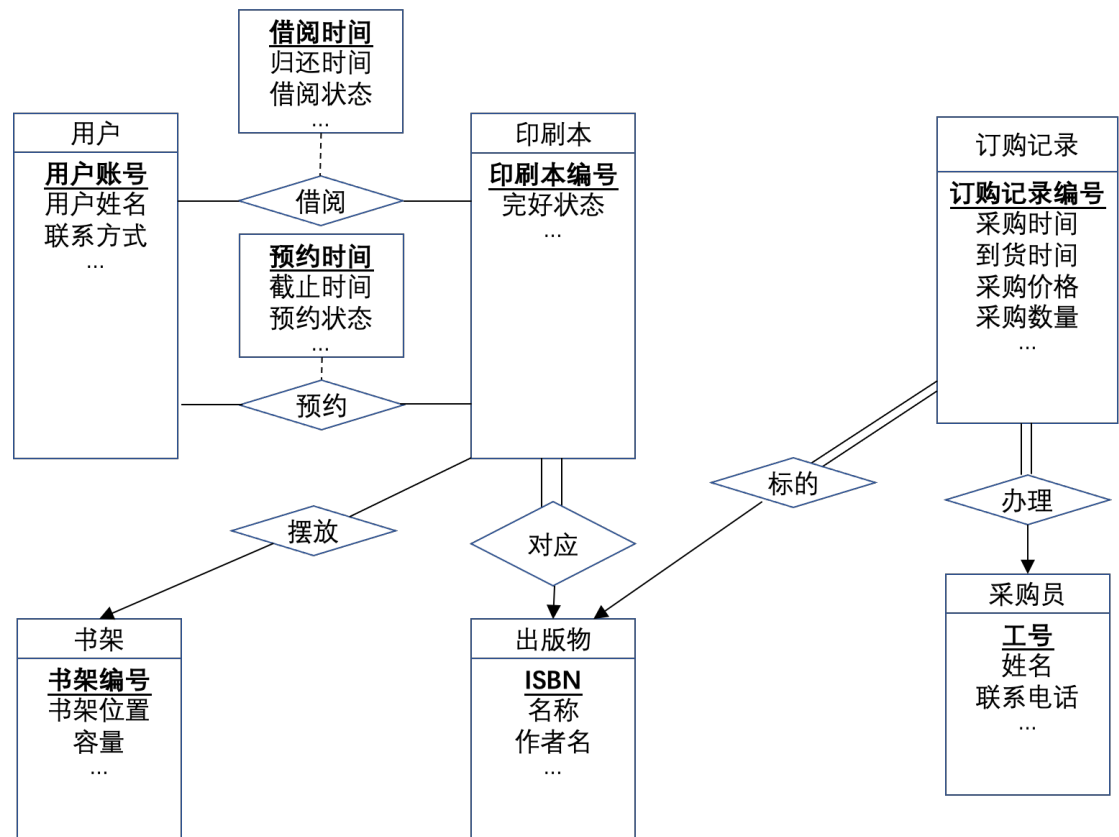 借阅时间
归还时间
借阅状态
...
用户
用户账号
用户姓名
联系方式
...
借阅
印刷本
印刷本编号
完好状态
...
预约时间
截止时间
预约状态
...
预约
订购记录
订购记录编号
采购时间
到货时间
采购价格
采购数量
...
摆放
对应
标的
办理
书架
书架编号
书架位置
容量
...
出版物
ISBN
名称
作者名
...
采购员
工号
姓名
联系电话
...